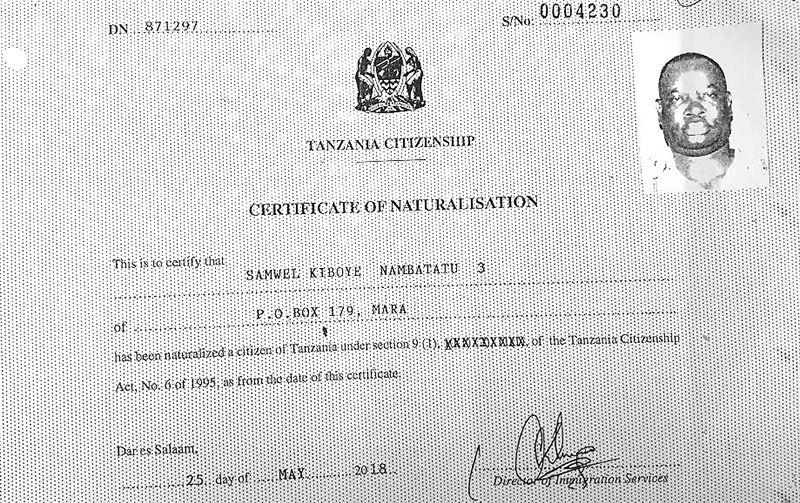 DN 871297
S/No 0004230
TANZANIA CITIZENSHIP
CERTIFICATE OF NATURALISATION
This is to certify that
SAMWEL KIBOYE NAMBATATU 3
of P.O.BOX 179, MARA
has been naturalized a citizen of Tanzania under section 9 (1), XXXXXXXXX, of the Tanzania Citizenship
Act, No. 6 of 1995, as from the date of this certificate.
Dar es Salaam,
25 day of MAY 2018
Director of Immigration Services